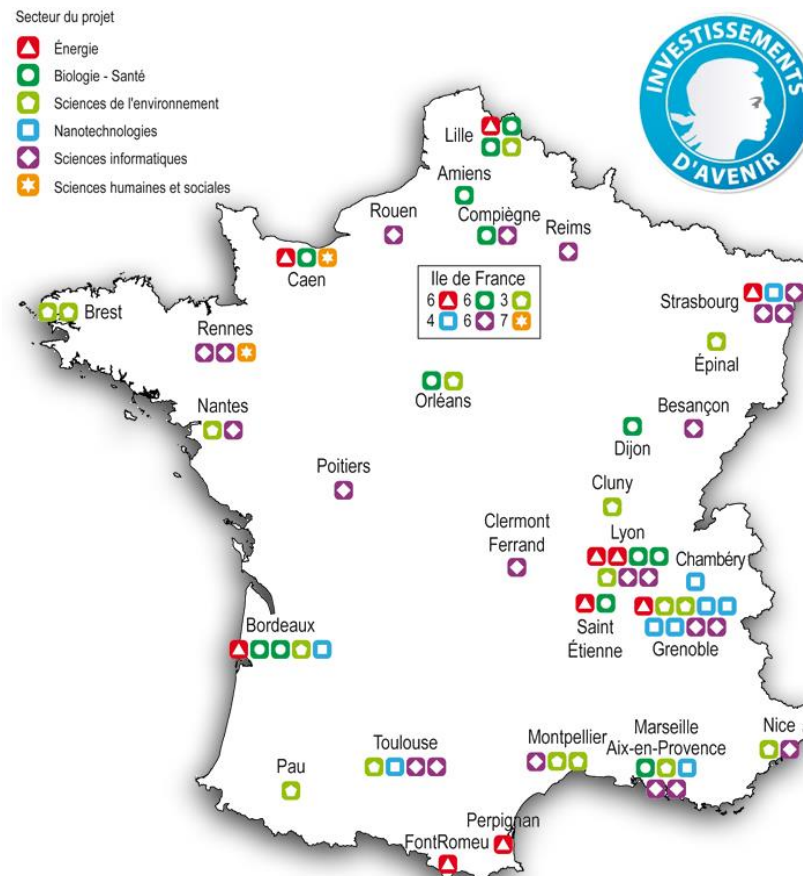 Secteur du projet
Énergie
Biologie - Santé
Sciences de l'environnement
Nanotechnologies
Sciences informatiques
Sciences humaines et sociales
INVESTISSEMENTS
D'AVENIR
Lille
Amiens
Rouen
Compiègne
Reims
Caen
Ile de France
6 6 3
4 6 7
Strasbourg
Brest
Rennes
Épinal
Orléans
Nantes
Besançon
Dijon
Poitiers
Cluny
Clermont
Ferrand
Lyon
Chambéry
Saint
Étienne
Grenoble
Bordeaux
Toulouse
Montpellier
Marseille
Aix-en-Provence
Nice
Pau
Perpignan
FontRomeu